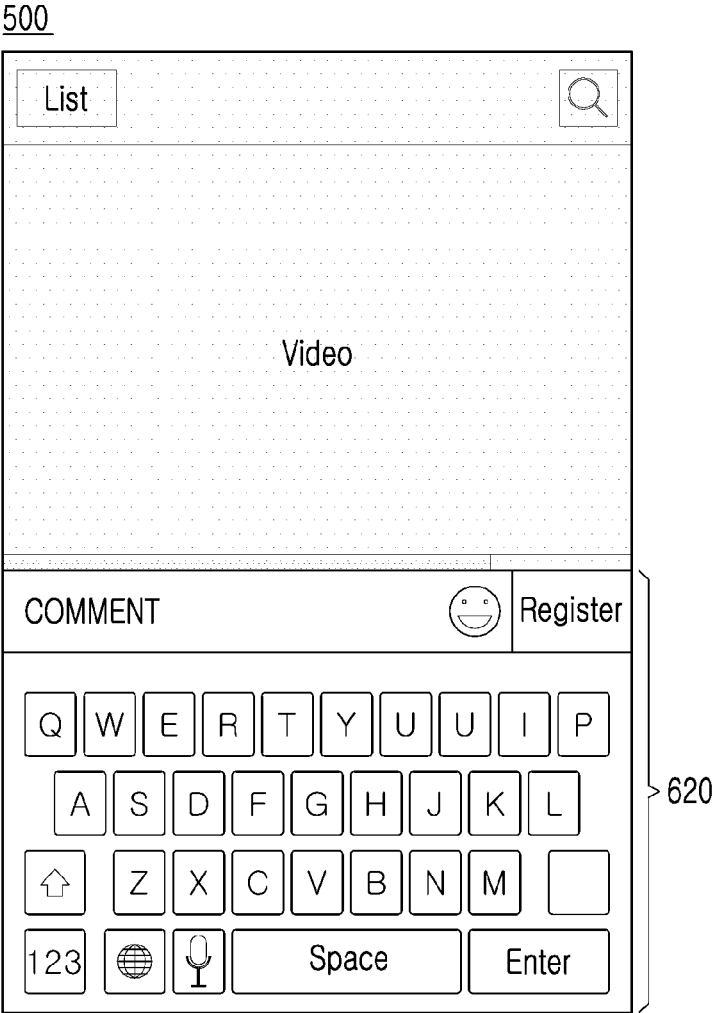 500
List
Video
COMMENT Register
Q W E R T Y U U I P
A S D F G H J K L
620
Z X C V B N M
123 Space Enter